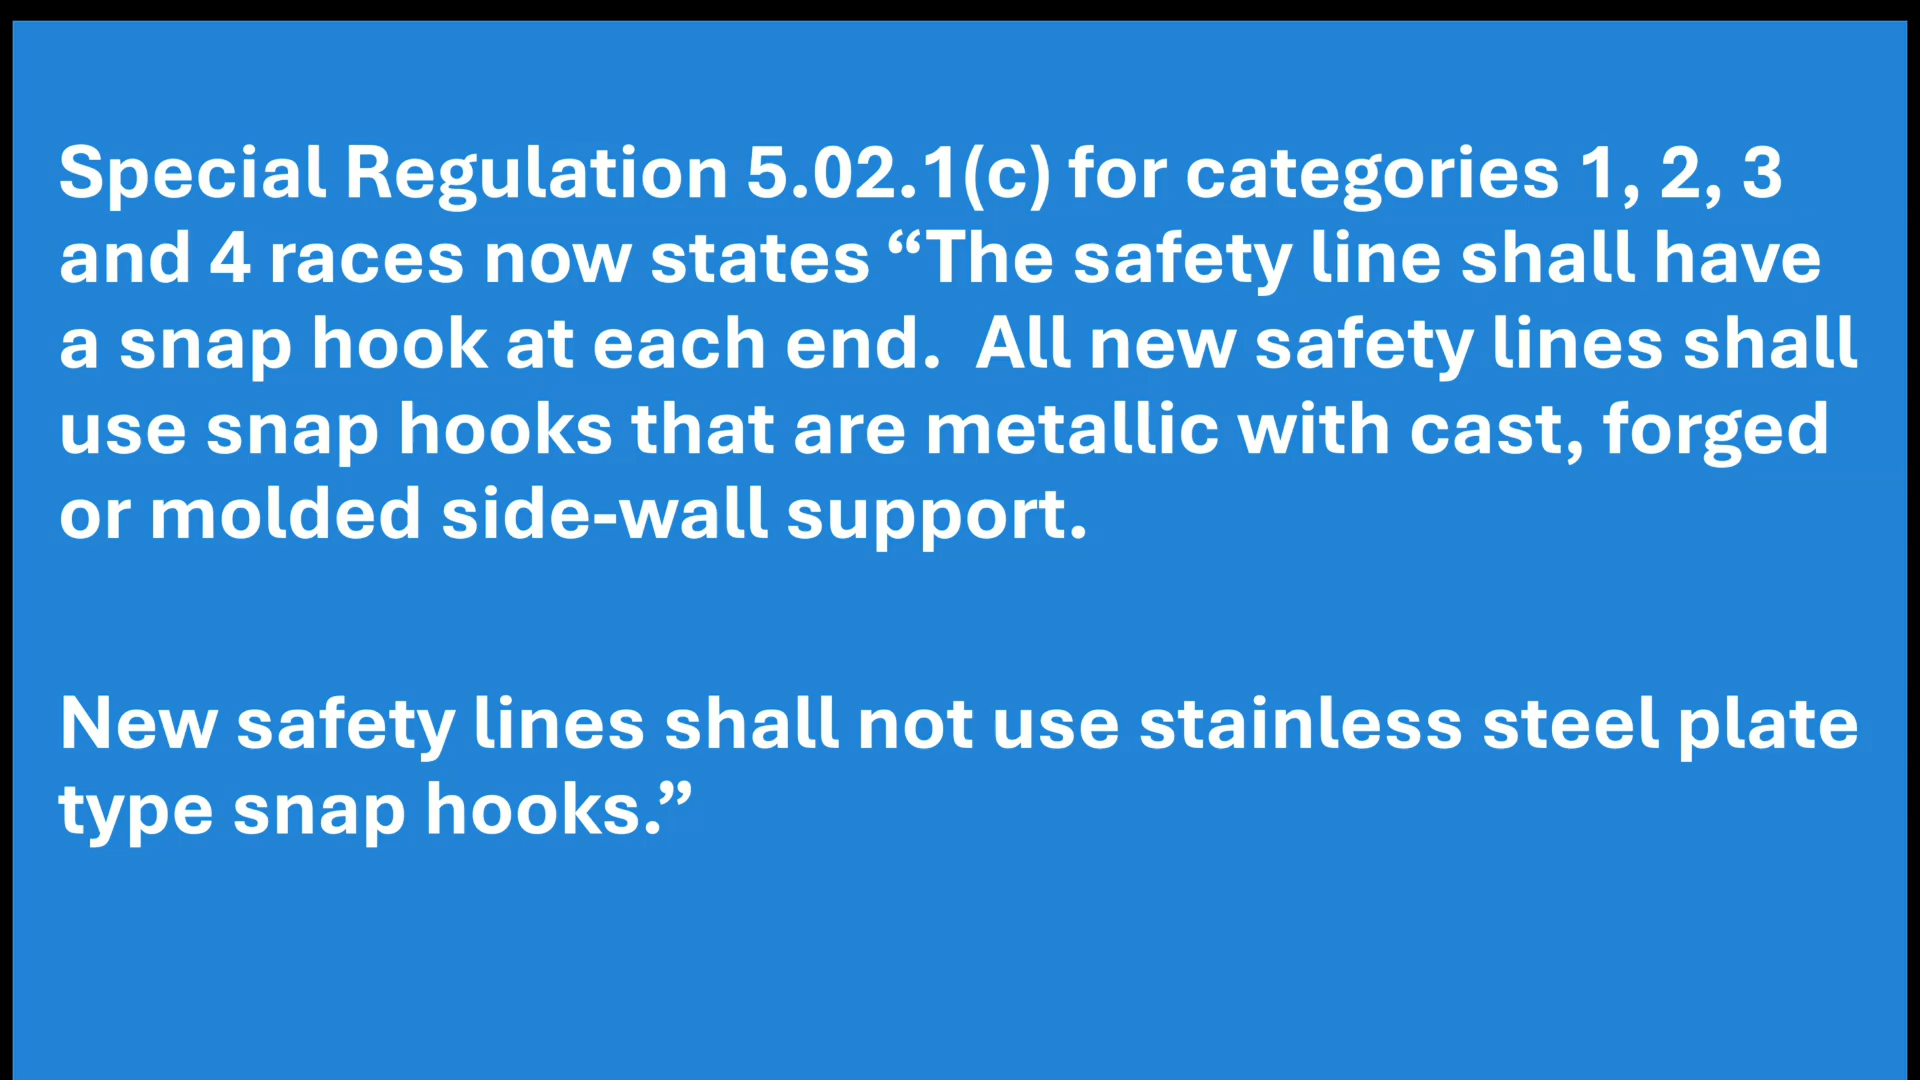 Special Regulation 5.02.1(c) for categories 1, 2, 3
and 4 races now states “The safety line shall have
a snap hook at each end.  All new safety lines shall
use snap hooks that are metallic with cast, forged
or molded side-wall support.
New safety lines shall not use stainless steel plate
type snap hooks.”